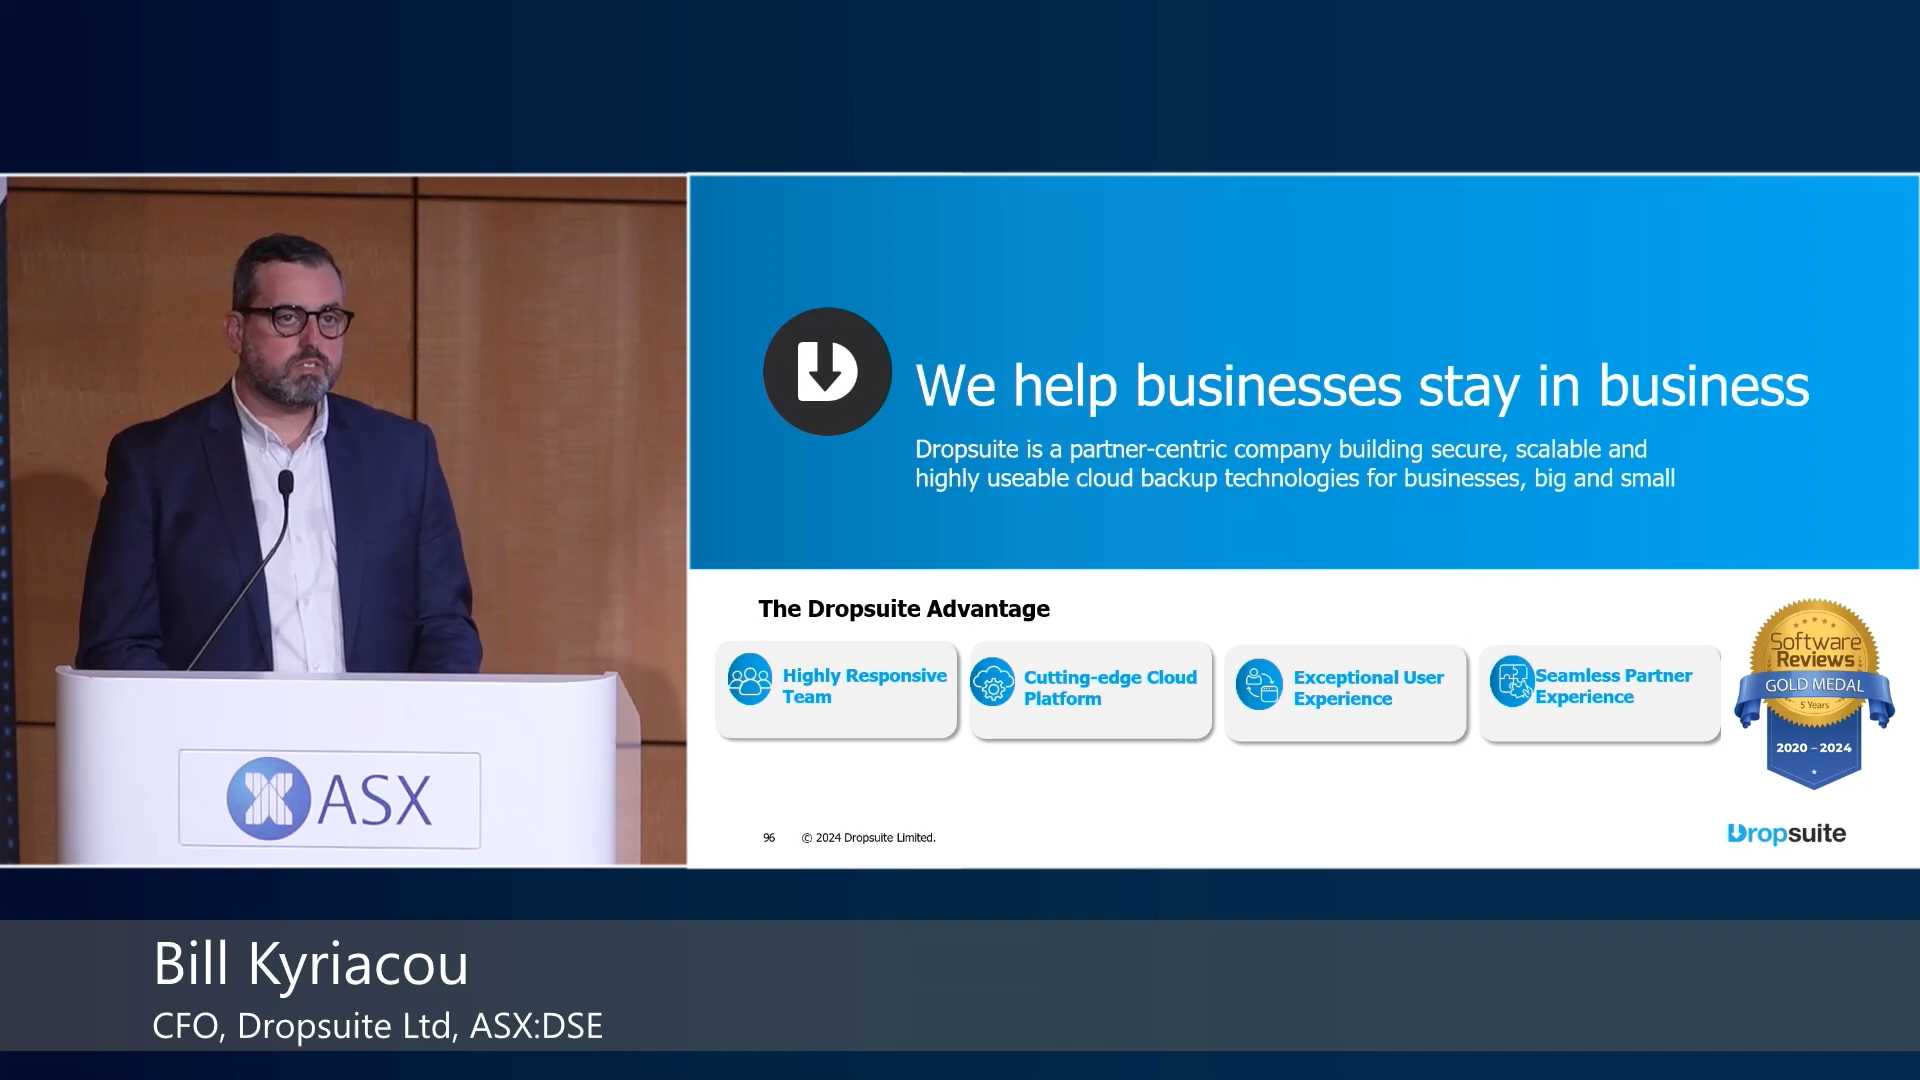 We help businesses stay in business
Dropsuite is a partner-centric company building secure, scalable and
highly useable cloud backup technologies for businesses, big and small
The Dropsuite Advantage
Highly Responsive
Team
Cutting-edge Cloud
Platform
Exceptional User
Experience
Seamless Partner
Experience
Software
Reviews
GOLD MEDAL
5 Years
2020 – 2024
96 © 2024 Dropsuite Limited.
Dropsuite
ASX
Bill Kyriacou
CFO, Dropsuite Ltd, ASX:DSE